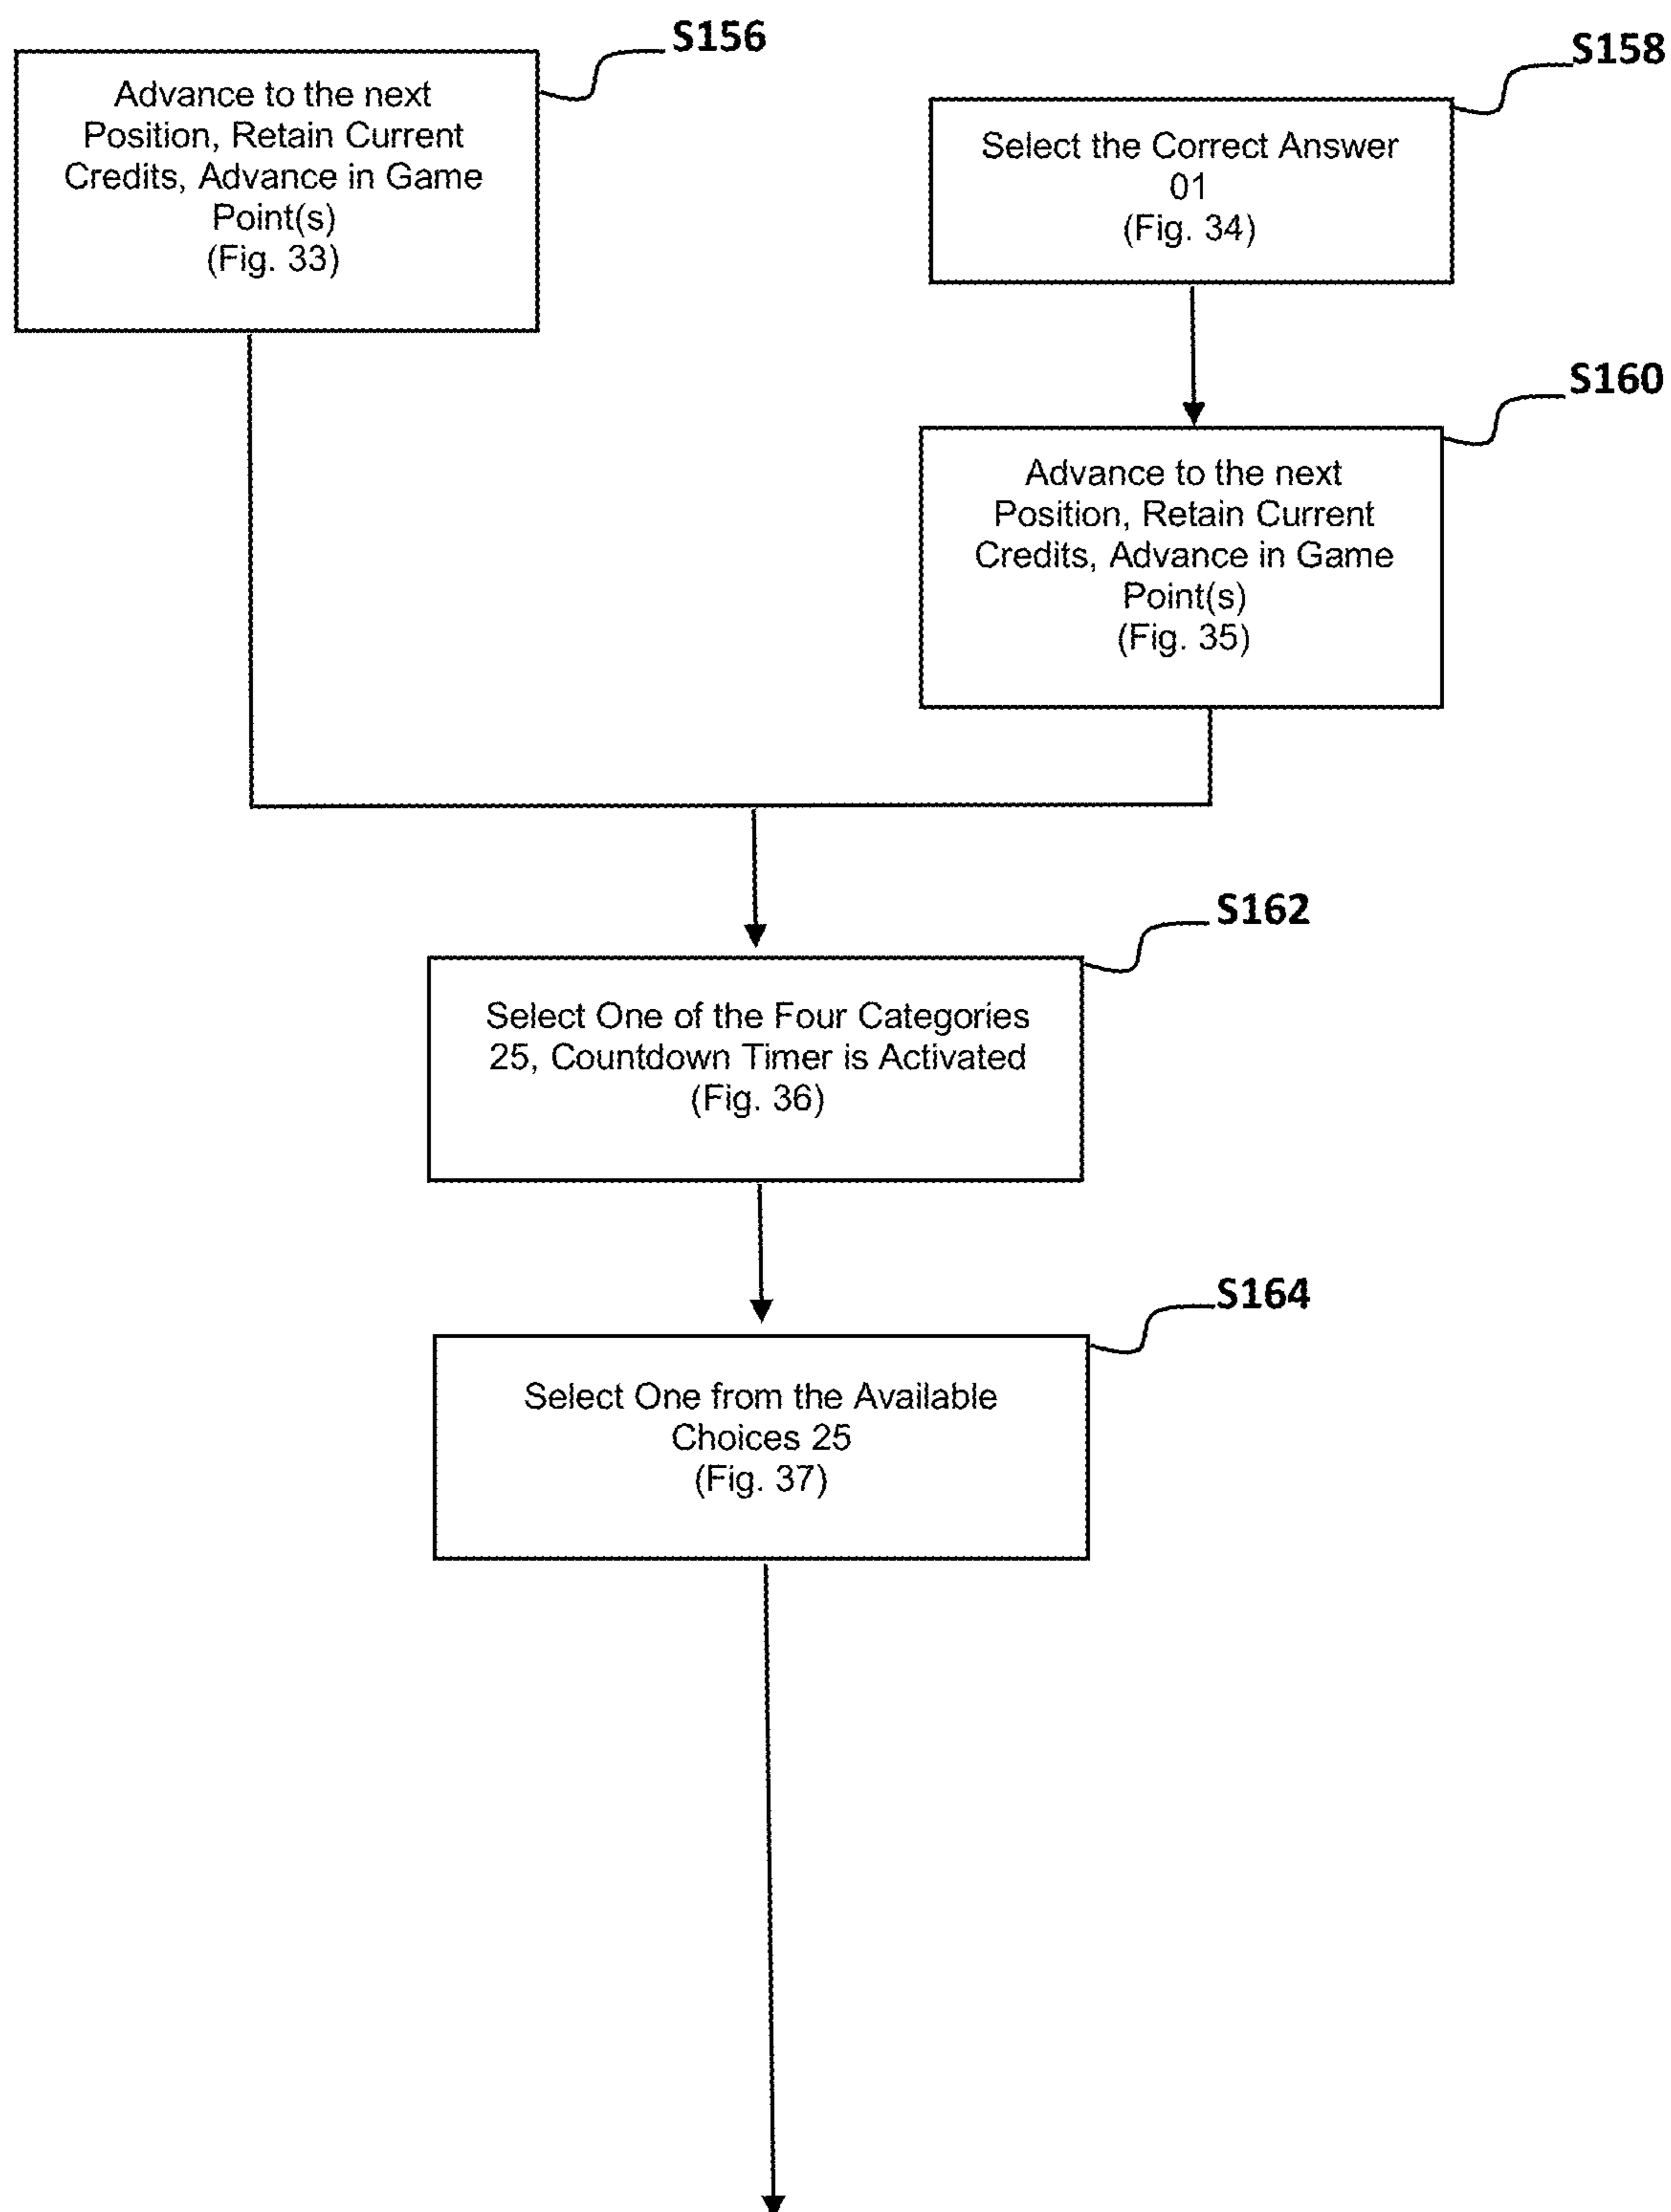 S156
Advance to the next
Position, Retain Current
Credits, Advance in Game
Point(s)
(Fig. 33)
S158
Select the Correct Answer
01
(Fig. 34)
S160
Advance to the next
Position, Retain Current
Credits, Advance in Game
Point(s)
(Fig. 35)
S162
Select One of the Four Categories
25, Countdown Timer is Activated
(Fig. 36)
S164
Select One from the Available
Choices 25
(Fig. 37)